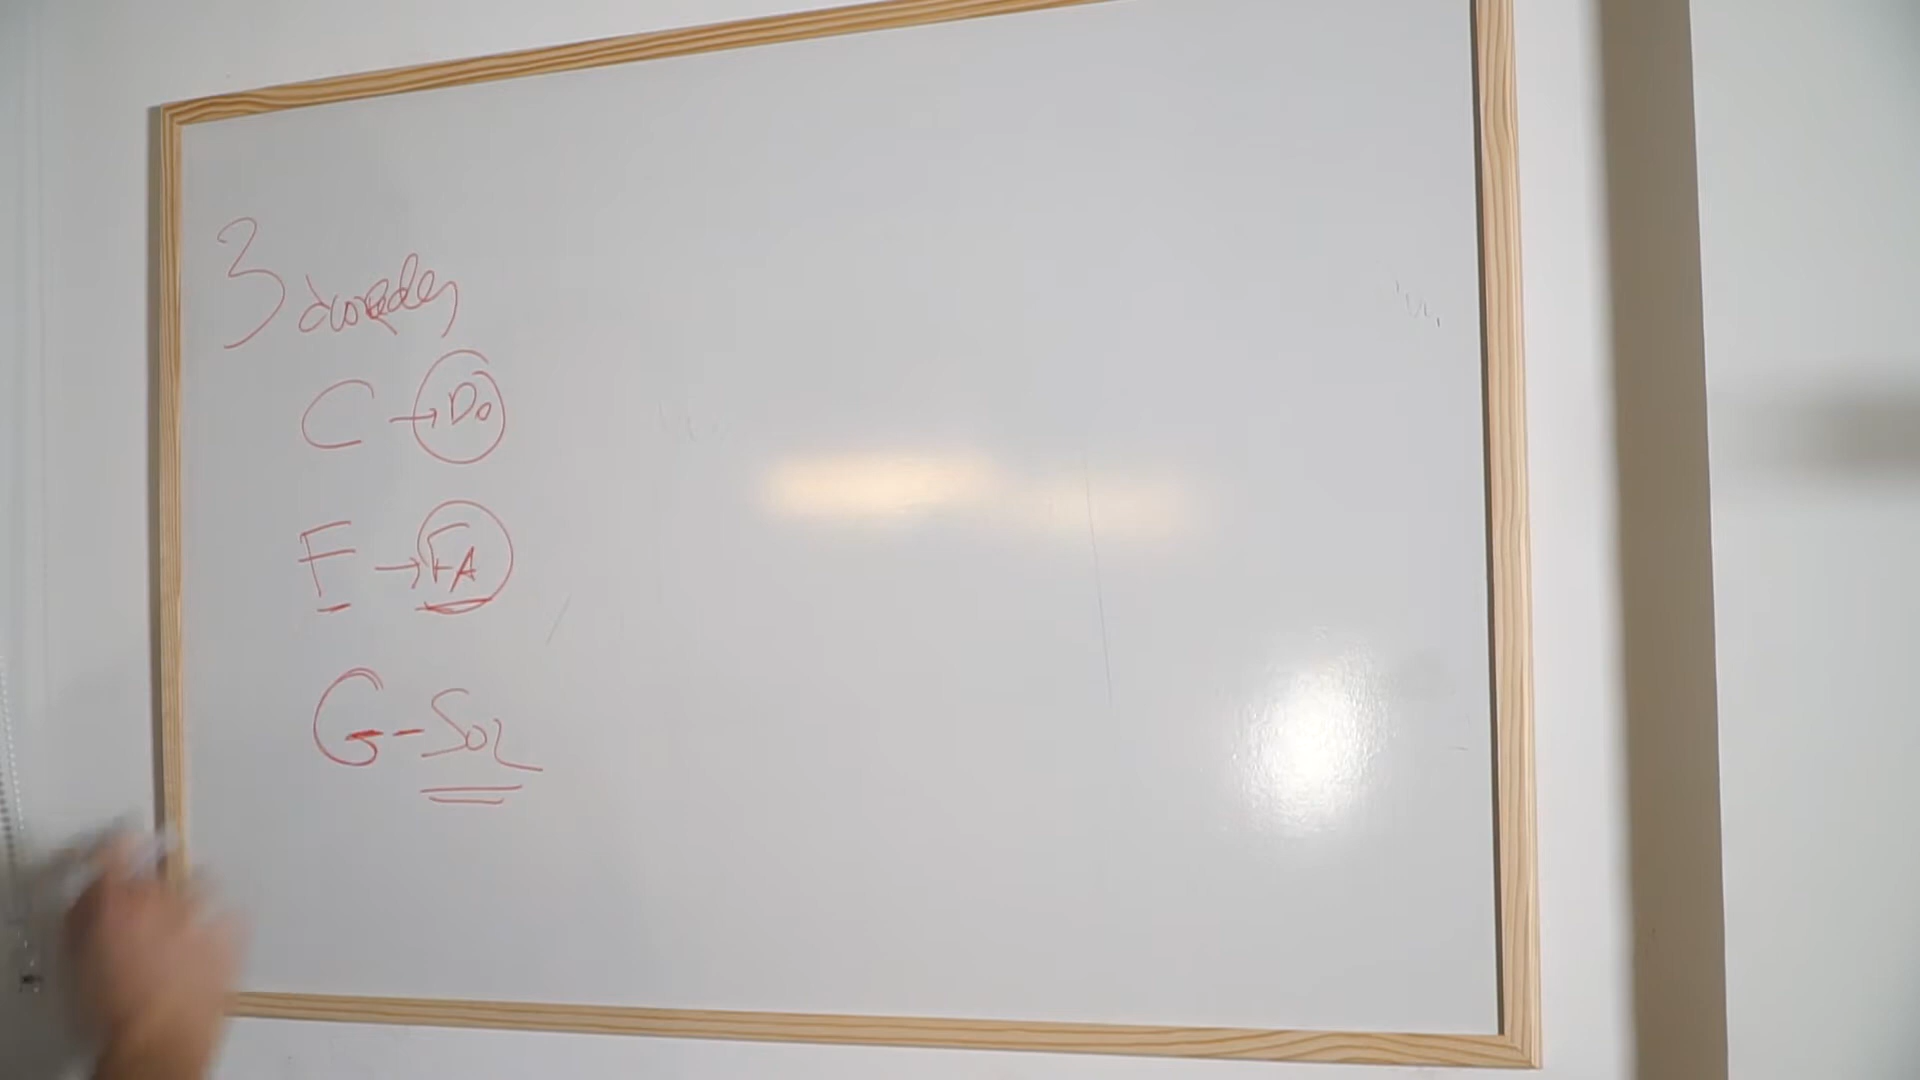 3 acordes
C → Do
F → FA
G - Sol